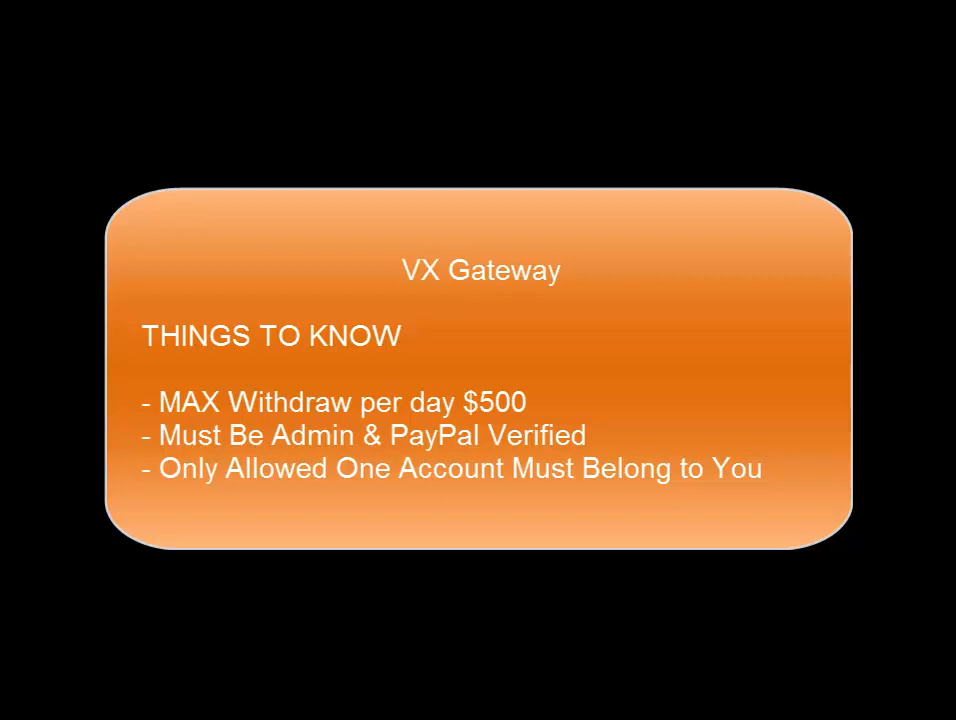 VX Gateway
THINGS TO KNOW
- MAX Withdraw per day $500
- Must Be Admin & PayPal Verified
- Only Allowed One Account Must Belong to You